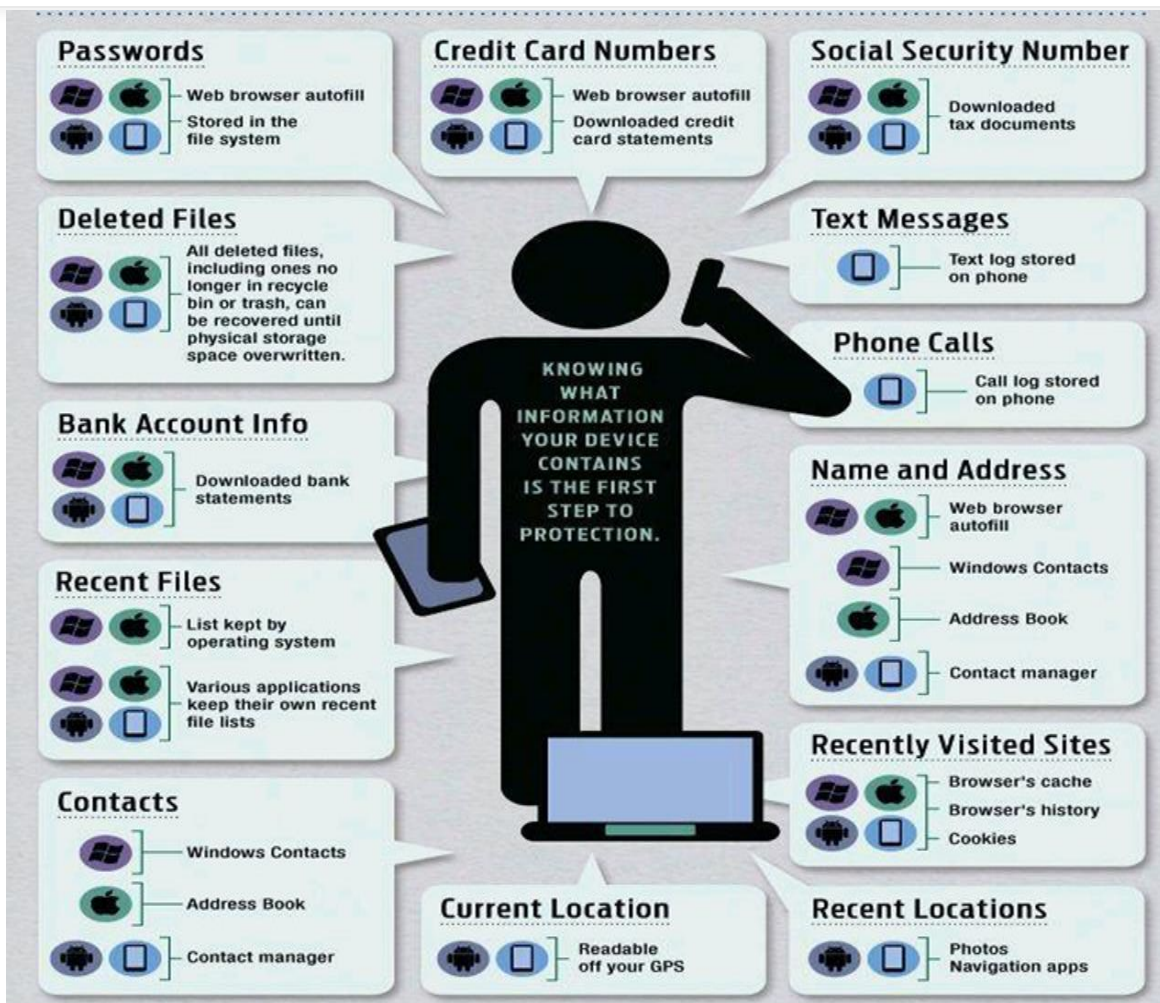 Passwords
Web browser autofill
Stored in the
file system
Credit Card Numbers
Web browser autofill
Downloaded credit
card statements
Social Security Number
Downloaded
tax documents
Deleted Files
All deleted files,
including ones no
longer in recycle
bin or trash, can
be recovered until
physical storage
space overwritten.
Text Messages
Text log stored
on phone
Phone Calls
Call log stored
on phone
KNOWING
WHAT
INFORMATION
YOUR DEVICE
CONTAINS
IS THE FIRST
STEP TO
PROTECTION.
Bank Account Info
Downloaded bank
statements
Name and Address
Web browser
autofill
Windows Contacts
Address Book
Contact manager
Recent Files
List kept by
operating system
Various applications
keep their own recent
file lists
Recently Visited Sites
Browser's cache
Browser's history
Cookies
Contacts
Windows Contacts
Address Book
Contact manager
Current Location
Readable
off your GPS
Recent Locations
Photos
Navigation apps